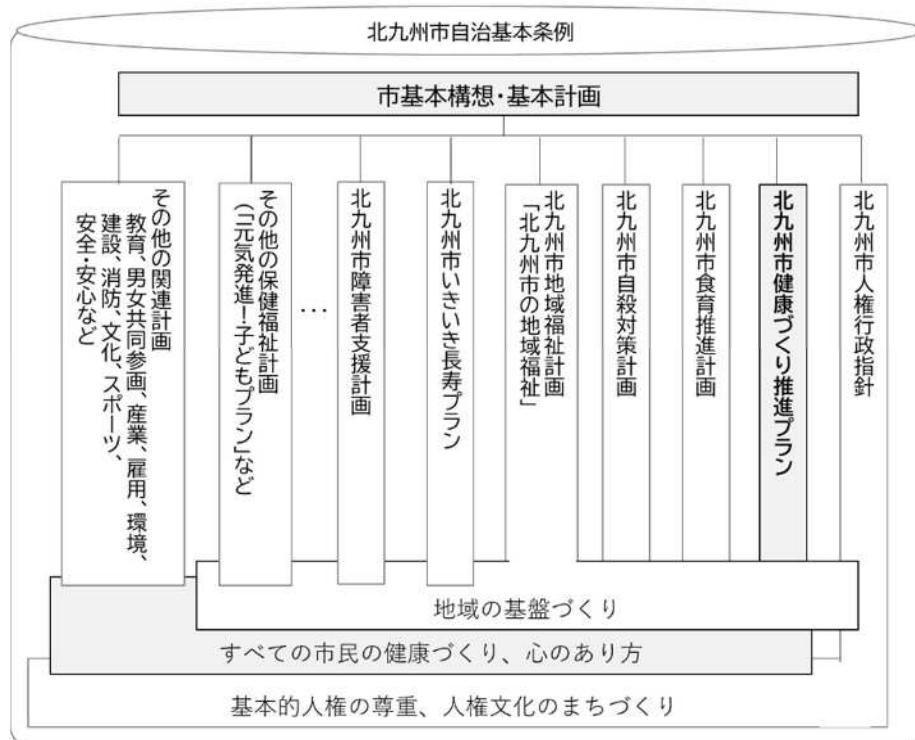 北九州市自治基本条例
市基本構想・基本計画
北九州市人権行政指針
北九州市健康づくり推進プラン
北九州市食育推進計画
北九州市自殺対策計画
北九州市地域福祉計画
「北九州市の地域福祉」
北九州市いきいき長寿プラン
北九州市障害者支援計画
…
その他の保健福祉計画
(「元気発進！子どもプラン」など
その他の関連計画
教育、男女共同参画、産業、雇用、環境、
建設、消防、文化、スポーツ、
安全・安心など
地域の基盤づくり
すべての市民の健康づくり、心のあり方
基本的人権の尊重、人権文化のまちづくり